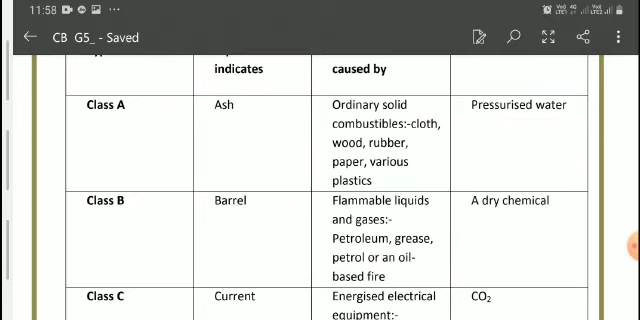 11:58
CB G5_ - Saved
indicates caused by
Class A Ash Ordinary solid Pressurised water
combustibles:-cloth,
wood, rubber,
paper, various
plastics
Class B Barrel Flammable liquids A dry chemical
and gases:-
Petroleum, grease,
petrol or an oil-
based fire
Class C Current Energised electrical CO₂
equipment:-